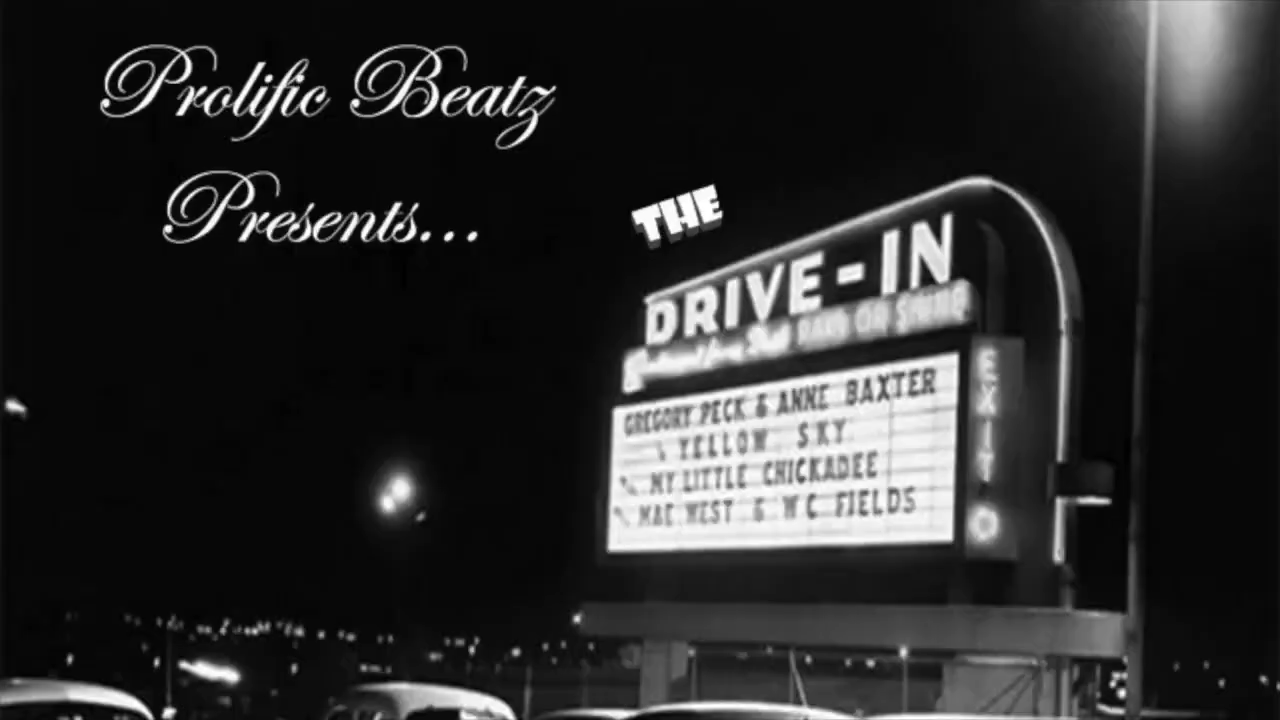 Prolific Beatz
Presents...
THE
DRIVE-IN
GREGORY PECK & ANNE BAXTER
YELLOW SKY
MY LITTLE CHICKADEE
MAE WEST & W C FIELDS
EXIT